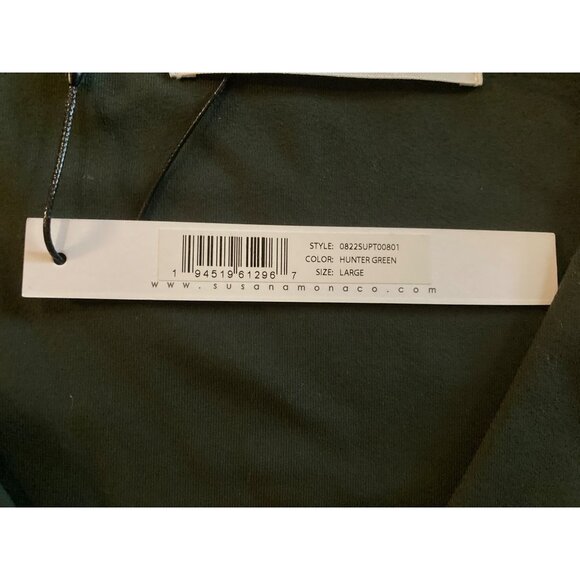 STYLE: 0822SUPT00801
COLOR: HUNTER GREEN
SIZE: LARGE
1 94519 61296 7
www.susanamonaco.com